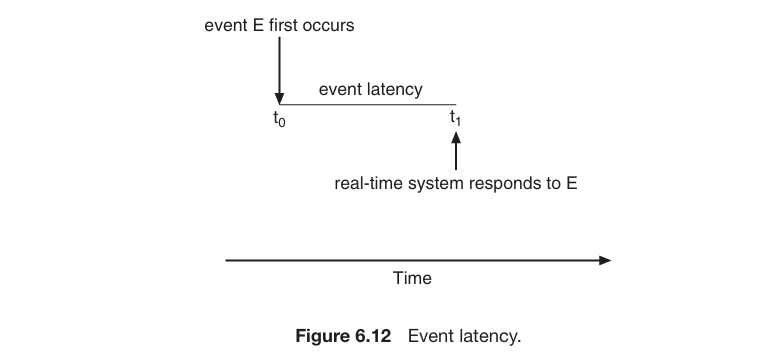 event E first occurs
event latency
t0
t1
real-time system responds to E
Time
Figure 6.12 Event latency.